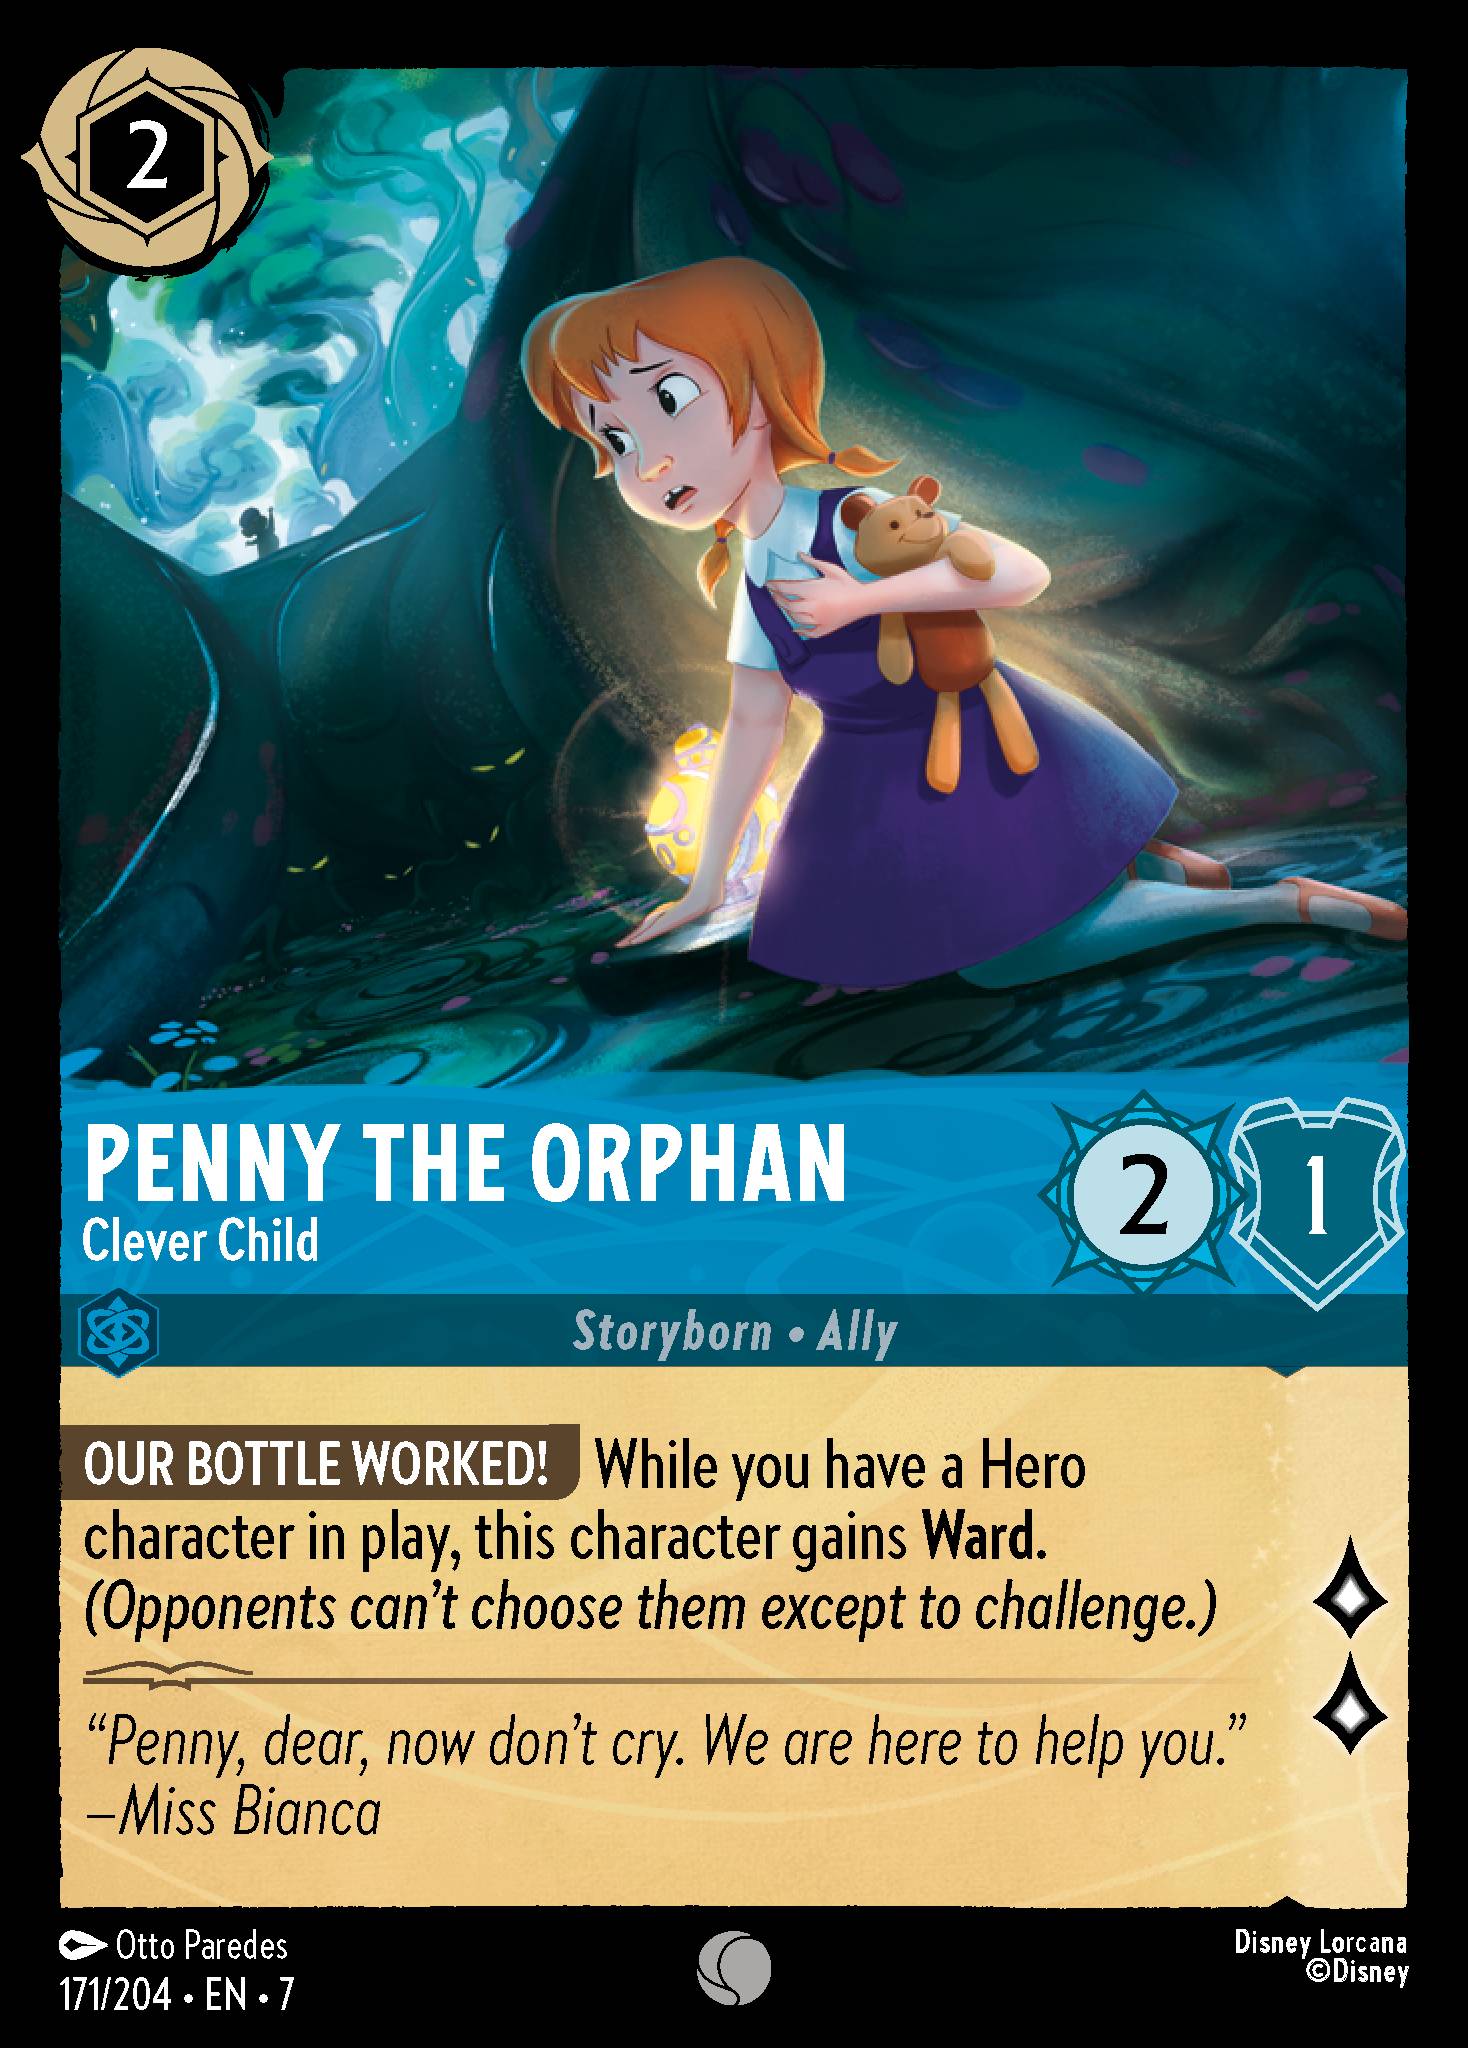 2
PENNY THE ORPHAN
Clever Child
2
1
Storyborn • Ally
OUR BOTTLE WORKED! While you have a Hero
character in play, this character gains Ward.
(Opponents can’t choose them except to challenge.)
“Penny, dear, now don’t cry. We are here to help you.”
—Miss Bianca
Otto Paredes
171/204 • EN • 7
Disney Lorcana
©Disney